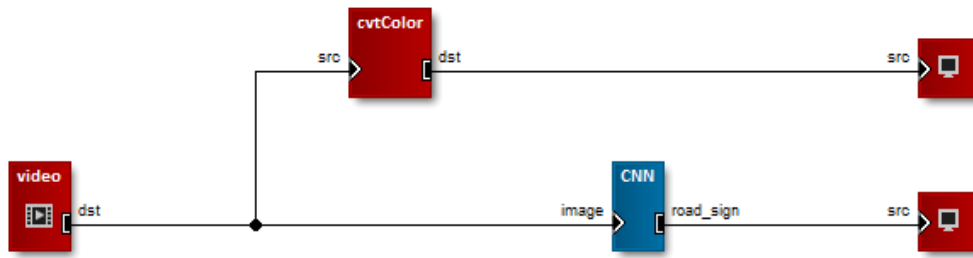 cvtColor
src
dst
src
video
dst
image
CNN
road_sign
src